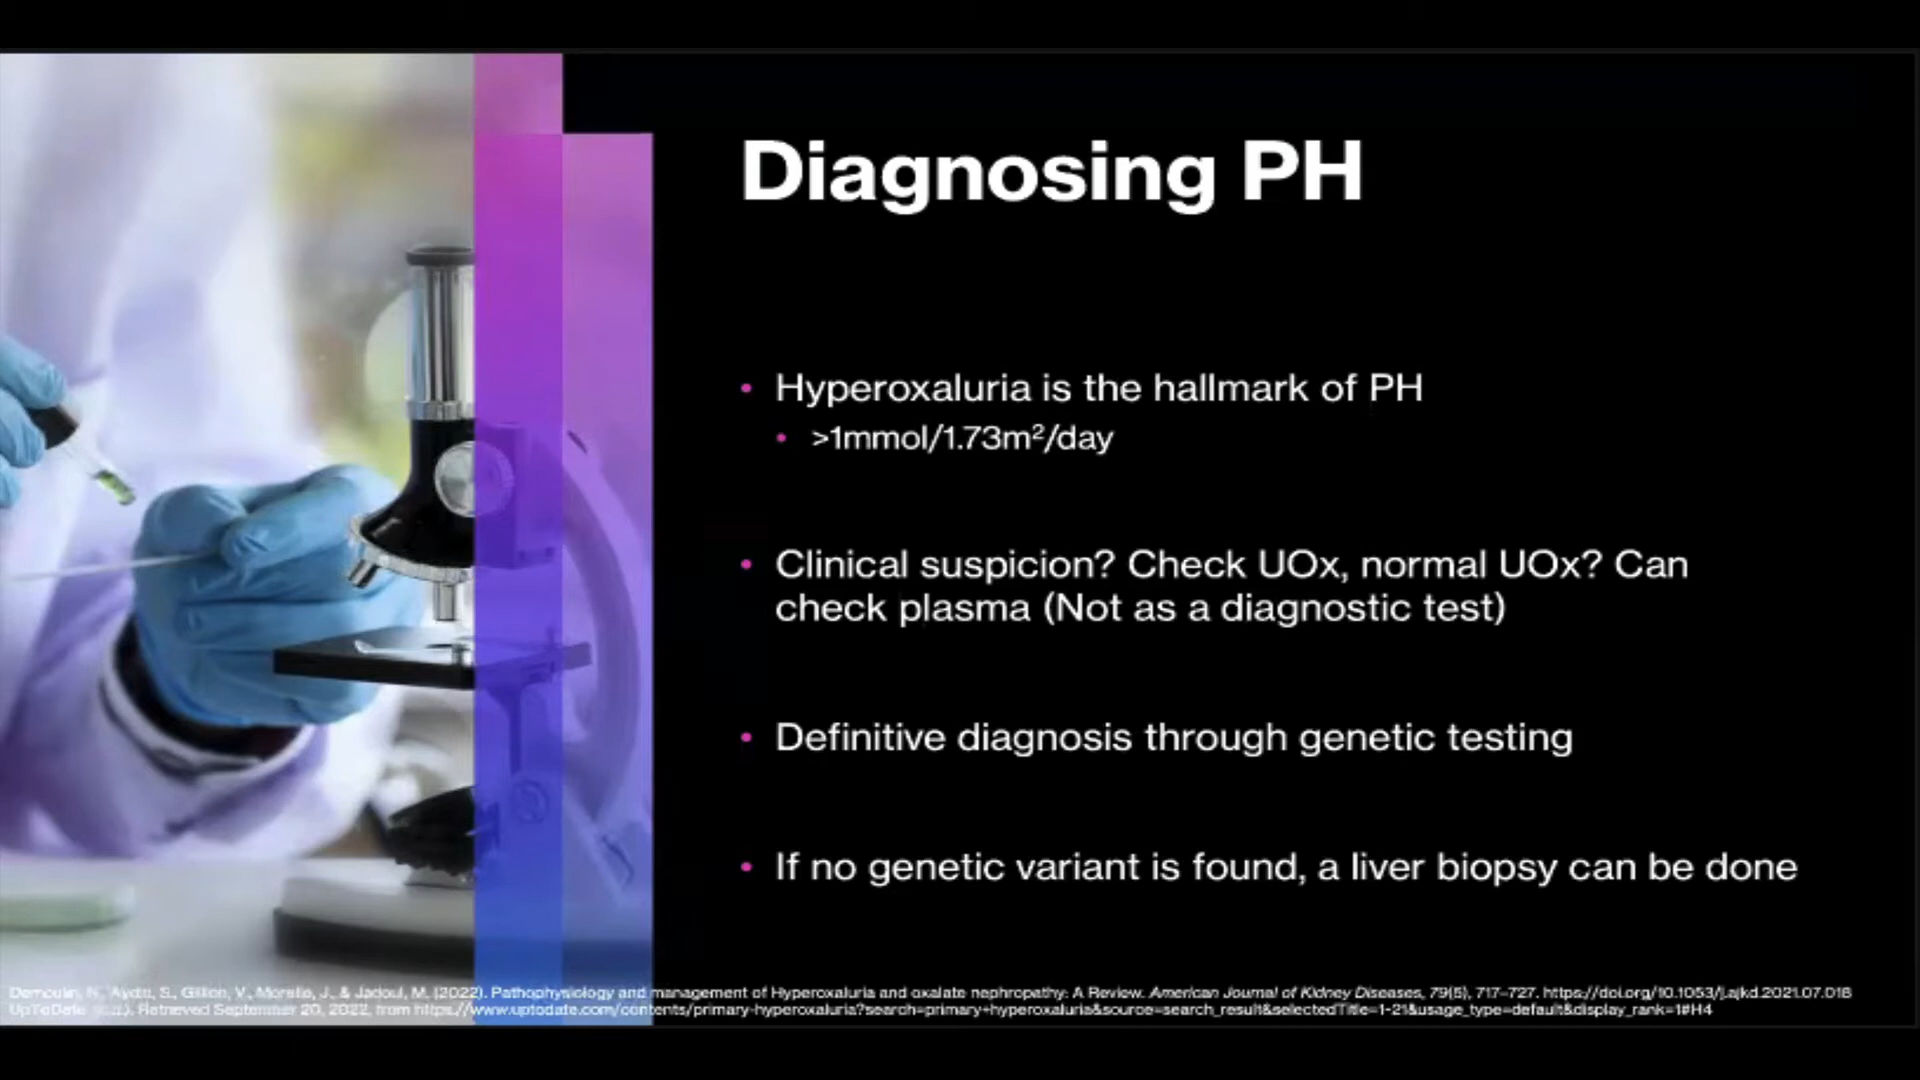 Diagnosing PH
• Hyperoxaluria is the hallmark of PH
• >1mmol/1.73m²/day
• Clinical suspicion? Check UOx, normal UOx? Can
check plasma (Not as a diagnostic test)
• Definitive diagnosis through genetic testing
• If no genetic variant is found, a liver biopsy can be done
Demoulin, N., Aydin, S., Gillion, V., Morelle, J., & Jadoul, M. (2022). Pathophysiology and management of Hyperoxaluria and oxalate nephropathy: A Review. American Journal of Kidney Diseases, 79(5), 717–727. https://doi.org/10.1053/j.ajkd.2021.07.018
UpToDate. (n.d.). Retrieved September 20, 2022, from https://www.uptodate.com/contents/primary-hyperoxaluria?search=primary+hyperoxaluria&source=search_result&selectedTitle=1-21&usage_type=default&display_rank=1#H4